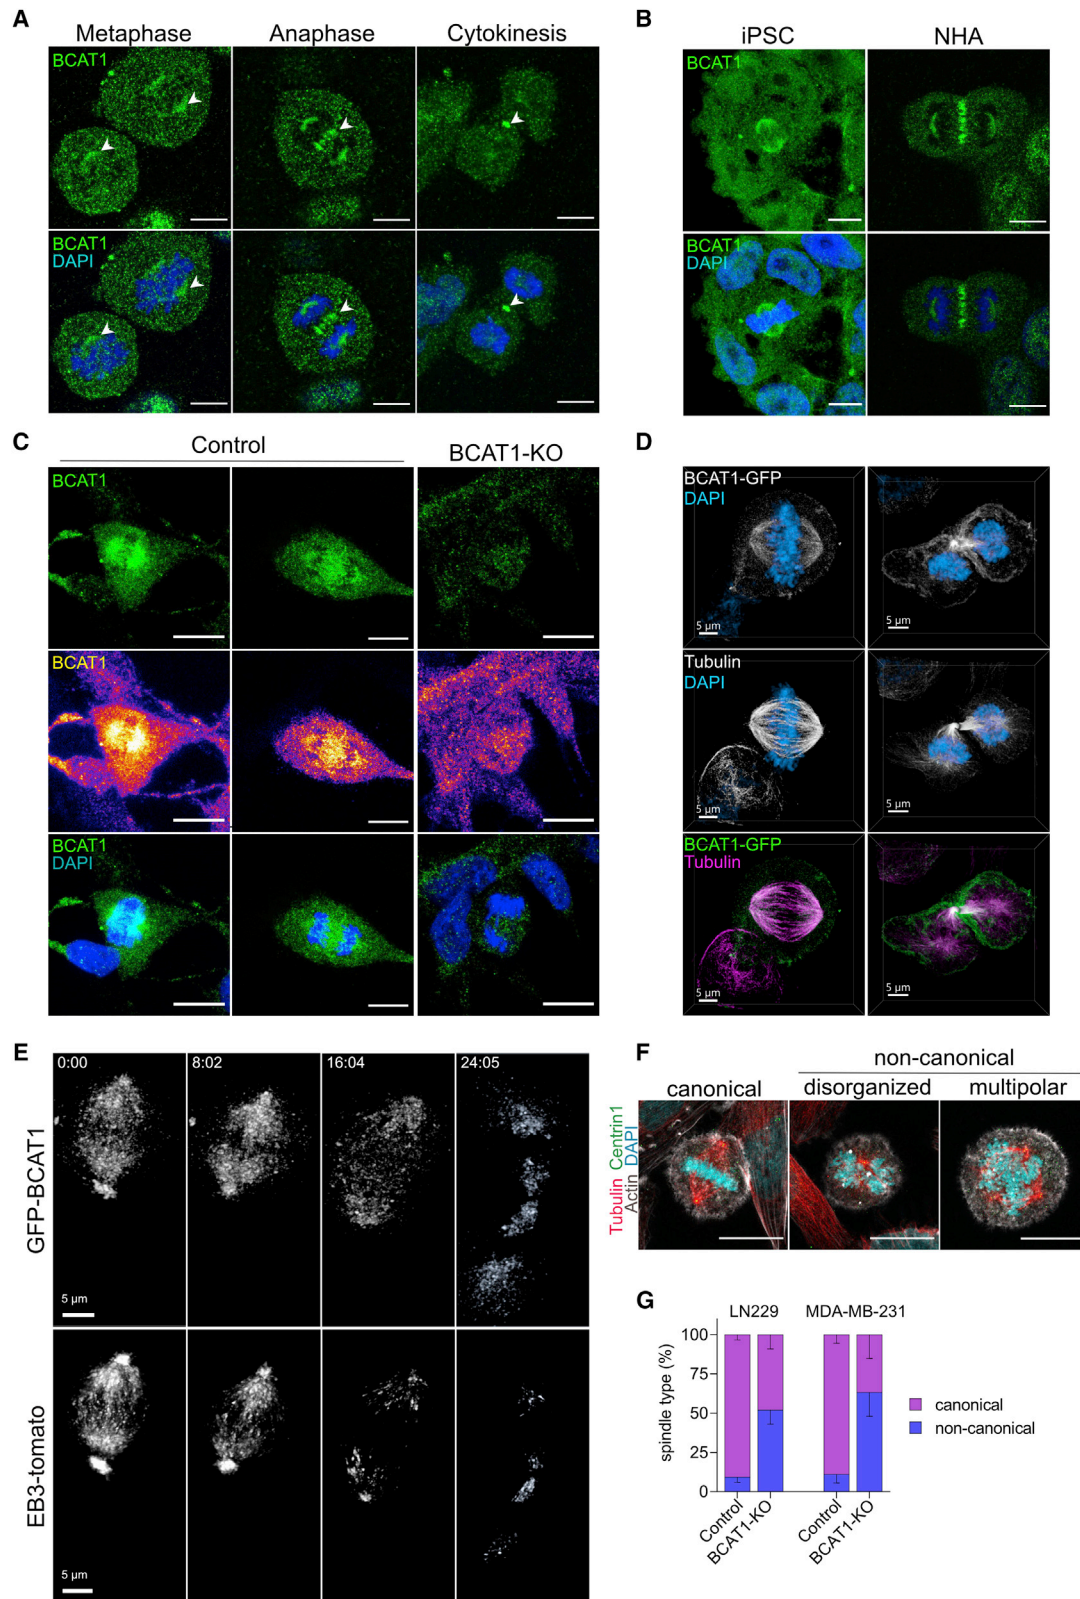 A
Metaphase
Anaphase
Cytokinesis
BCAT1
BCAT1
DAPI
B
iPSC
NHA
BCAT1
BCAT1
DAPI
C
Control
BCAT1-KO
BCAT1
BCAT1
BCAT1
DAPI
D
BCAT1-GFP
DAPI
5 µm
5 µm
Tubulin
DAPI
5 µm
5 µm
BCAT1-GFP
Tubulin
5 µm
5 µm
E
0:00
8:02
16:04
24:05
GFP-BCAT1
5 µm
EB3-tomato
5 µm
F
non-canonical
canonical
disorganized
multipolar
Tubulin Centrin1
Actin DAPI
G
LN229
MDA-MB-231
spindle type (%)
100
75
50
25
0
Control
BCAT1-KO
Control
BCAT1-KO
canonical
non-canonical